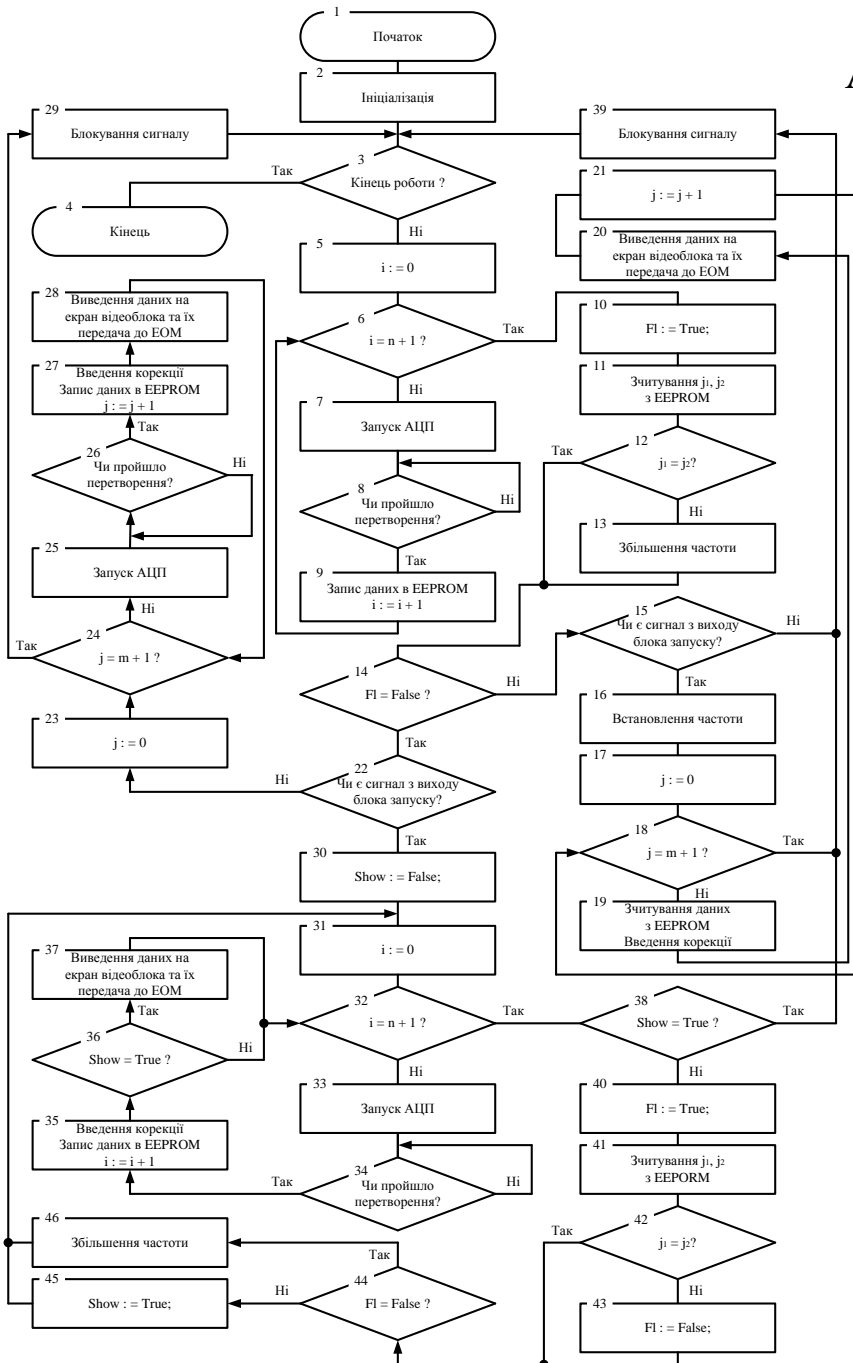 1
Початок
2
Ініціалізація
29
Блокування сигналу
39
Блокування сигналу
3
Кінець роботи ?
Так
Ні
4
Кінець
21
j : = j + 1
20
Виведення даних на
екран відеоблока та їх
передача до ЕОМ
5
i : = 0
28
Виведення даних на
екран відеоблока та їх
передача до ЕОМ
6
i = n + 1 ?
Так
Ні
10
Fl : = True;
27
Введення корекції
Запис даних в EEPROM
j : = j + 1
Так
7
Запуск АЦП
11
Зчитування j₁, j₂
з EEPROM
26
Чи пройшло
перетворення?
Ні
8
Чи пройшло
перетворення?
Ні
Так
12
j₁ = j₂?
Так
Ні
25
Запуск АЦП
Ні
9
Запис даних в EEPROM
i : = i + 1
13
Збільшення частоти
24
j = m + 1 ?
Так
15
Чи є сигнал з виходу
блока запуску?
Ні
Так
14
Fl = False ?
Ні
Так
16
Встановлення частоти
23
j : = 0
22
Чи є сигнал з виходу
блока запуску?
Ні
Так
17
j : = 0
18
j = m + 1 ?
Так
Ні
30
Show : = False;
19
Зчитування даних
з EEPROM
Введення корекції
31
i : = 0
37
Виведення даних на
екран відеоблока та їх
передача до ЕОМ
Так
32
i = n + 1 ?
Так
Ні
38
Show = True ?
Так
Ні
36
Show = True ?
Ні
33
Запуск АЦП
40
Fl : = True;
35
Введення корекції
Запис даних в EEPROM
i : = i + 1
34
Чи пройшло
перетворення?
Так
Ні
41
Зчитування j₁, j₂
з EEPORM
46
Збільшення частоти
Так
42
j₁ = j₂?
Так
Ні
45
Show : = True;
Ні
44
Fl = False ?
43
Fl : = False;